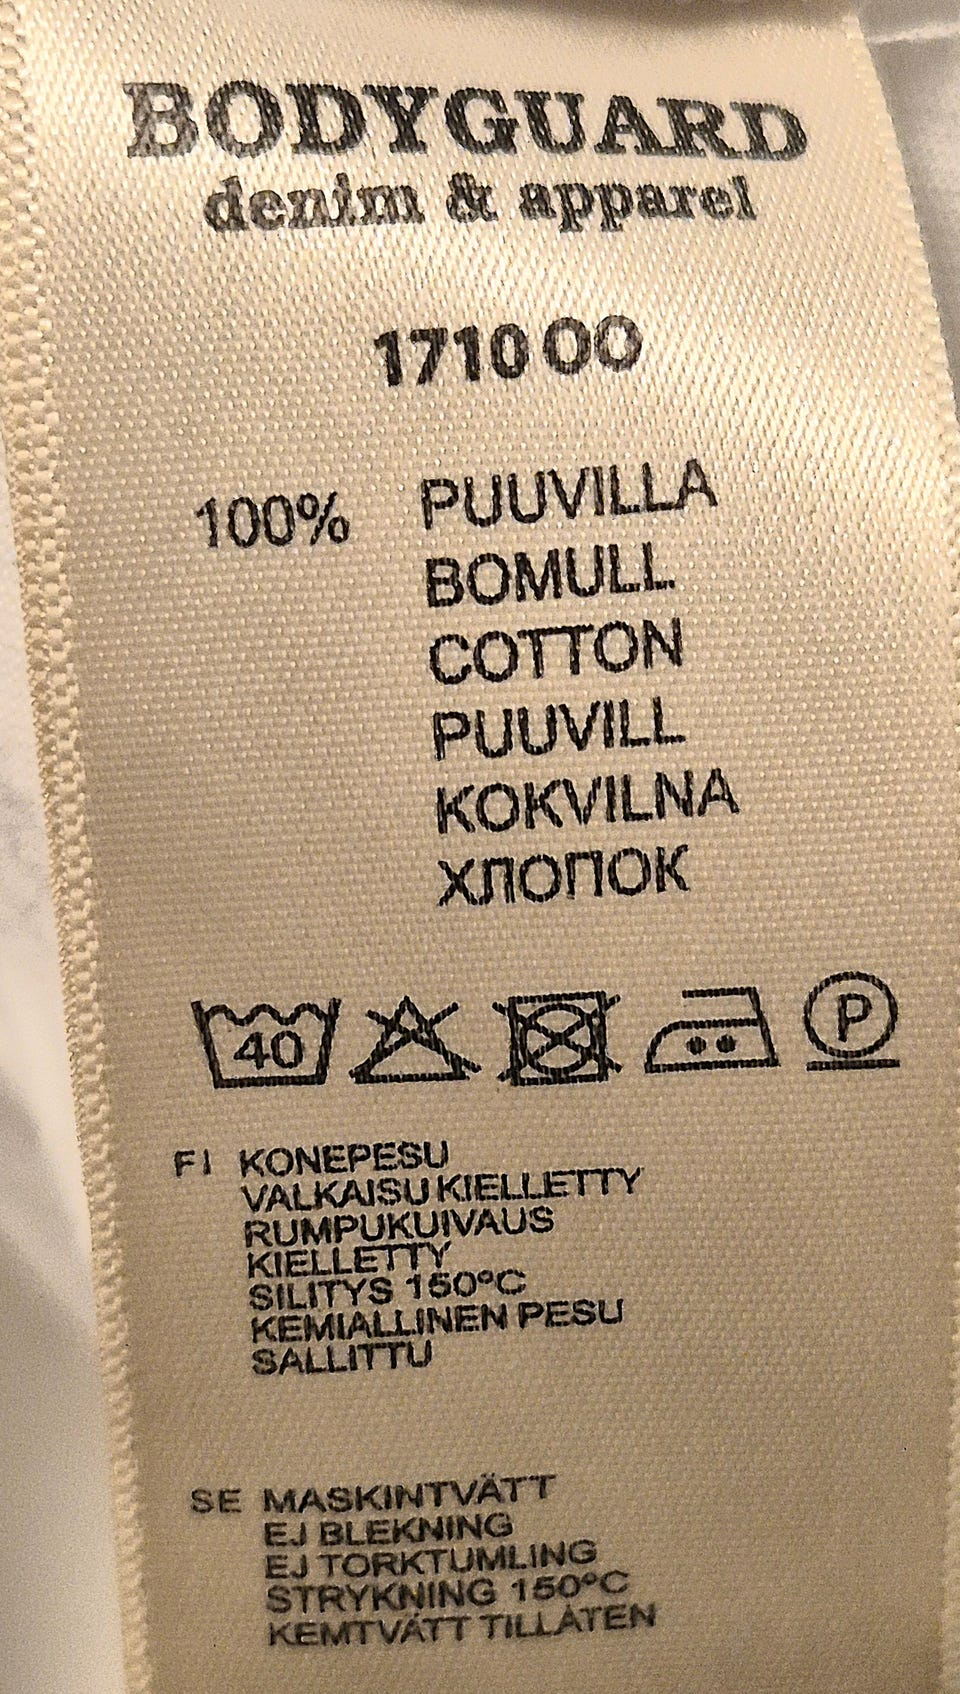 BODYGUARD
denim & apparel
171000
100% PUUVILLA
BOMULL
COTTON
PUUVILL
KOKVILNA
ХЛОПОК
40 P
FI KONEPESU
VALKAISU KIELLETTY
RUMPUKUIVAUS
KIELLETTY
SILITYS 150°C
KEMIALLINEN PESU
SALLITTU
SE MASKINTVÄTT
EJ BLEKNING
EJ TORKTUMLING
STRYKNING 150°C
KEMTVÄTT TILLÅTEN